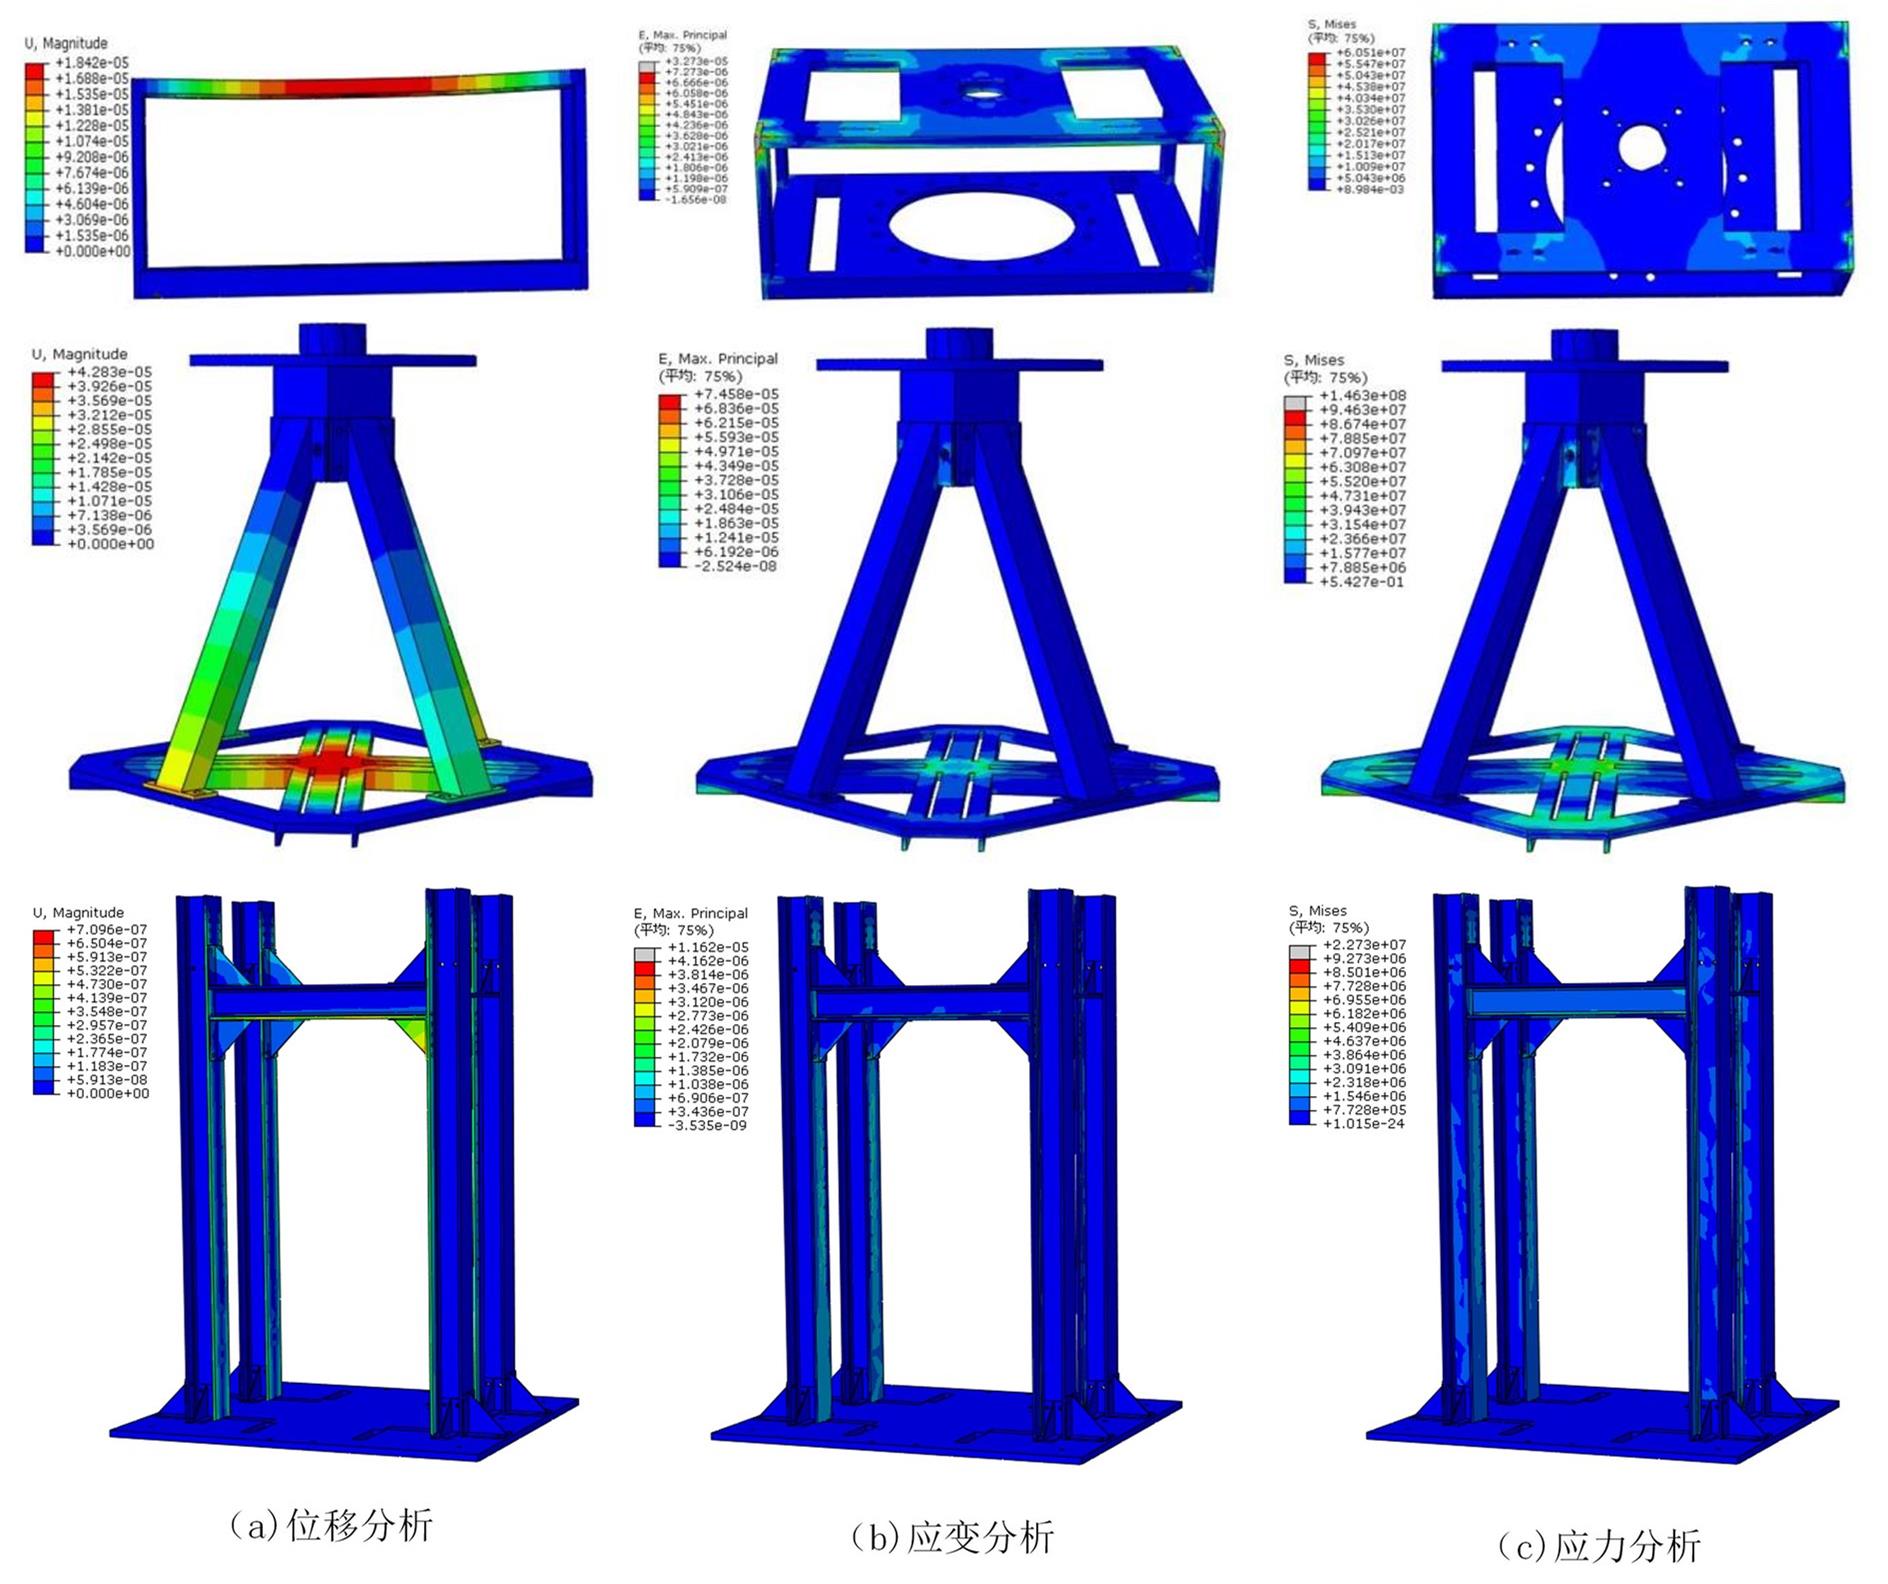 U, Magnitude
+1.842e-05
+1.688e-05
+1.535e-05
+1.381e-05
+1.228e-05
+1.074e-05
+9.208e-06
+7.674e-06
+6.139e-06
+4.604e-06
+3.069e-06
+1.535e-06
+0.000e+00
E, Max. Principal
(平均: 75%)
+3.273e-05
+7.273e-06
+6.666e-06
+6.058e-06
+5.451e-06
+4.843e-06
+4.236e-06
+3.628e-06
+3.021e-06
+2.413e-06
+1.806e-06
+1.198e-06
+5.909e-07
-1.656e-08
S, Mises
(平均: 75%)
+6.051e+07
+5.547e+07
+5.043e+07
+4.538e+07
+4.034e+07
+3.530e+07
+3.026e+07
+2.521e+07
+2.017e+07
+1.513e+07
+1.009e+07
+5.043e+06
+8.984e-03
U, Magnitude
+4.283e-05
+3.926e-05
+3.569e-05
+3.212e-05
+2.855e-05
+2.498e-05
+2.142e-05
+1.785e-05
+1.428e-05
+1.071e-05
+7.138e-06
+3.569e-06
+0.000e+00
E, Max. Principal
(平均: 75%)
+7.458e-05
+6.836e-05
+6.215e-05
+5.593e-05
+4.971e-05
+4.349e-05
+3.728e-05
+3.106e-05
+2.484e-05
+1.863e-05
+1.241e-05
+6.192e-06
-2.524e-08
S, Mises
(平均: 75%)
+1.463e+08
+9.463e+07
+8.674e+07
+7.885e+07
+7.097e+07
+6.308e+07
+5.520e+07
+4.731e+07
+3.943e+07
+3.154e+07
+2.366e+07
+1.577e+07
+7.885e+06
+5.427e-01
U, Magnitude
+7.096e-07
+6.504e-07
+5.913e-07
+5.322e-07
+4.730e-07
+4.139e-07
+3.548e-07
+2.957e-07
+2.365e-07
+1.774e-07
+1.183e-07
+5.913e-08
+0.000e+00
E, Max. Principal
(平均: 75%)
+1.162e-05
+4.162e-06
+3.814e-06
+3.467e-06
+3.120e-06
+2.773e-06
+2.426e-06
+2.079e-06
+1.732e-06
+1.385e-06
+1.038e-06
+6.906e-07
+3.436e-07
-3.535e-09
S, Mises
(平均: 75%)
+2.273e+07
+9.273e+06
+8.501e+06
+7.728e+06
+6.955e+06
+6.182e+06
+5.409e+06
+4.637e+06
+3.864e+06
+3.091e+06
+2.318e+06
+1.546e+06
+7.728e+05
+1.015e-24
(a)位移分析
(b)应变分析
(c)应力分析